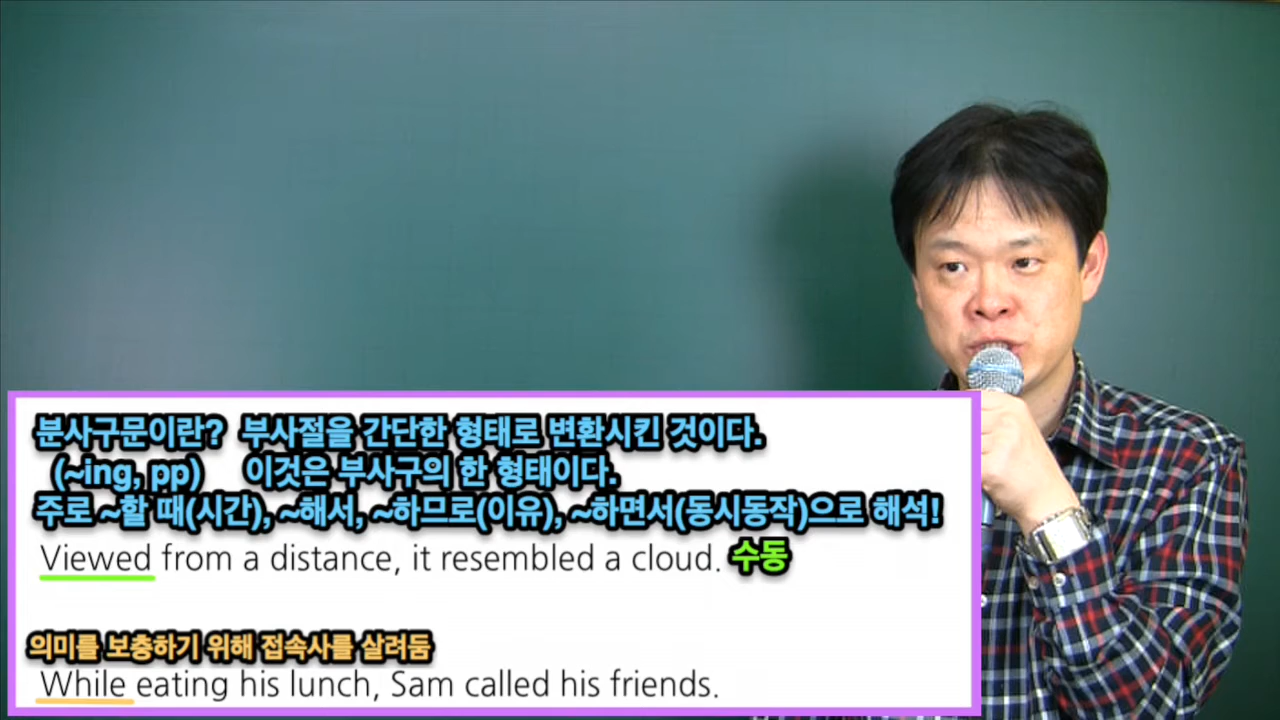 분사구문이란? 부사절을 간단한 형태로 변환시킨 것이다.
(~ing, pp) 이것은 부사구의 한 형태이다.
주로 ~할 때(시간), ~해서, ~하므로(이유), ~하면서(동시동작)으로 해석!
Viewed from a distance, it resembled a cloud. 수동
의미를 보충하기 위해 접속사를 살려둠
While eating his lunch, Sam called his friends.